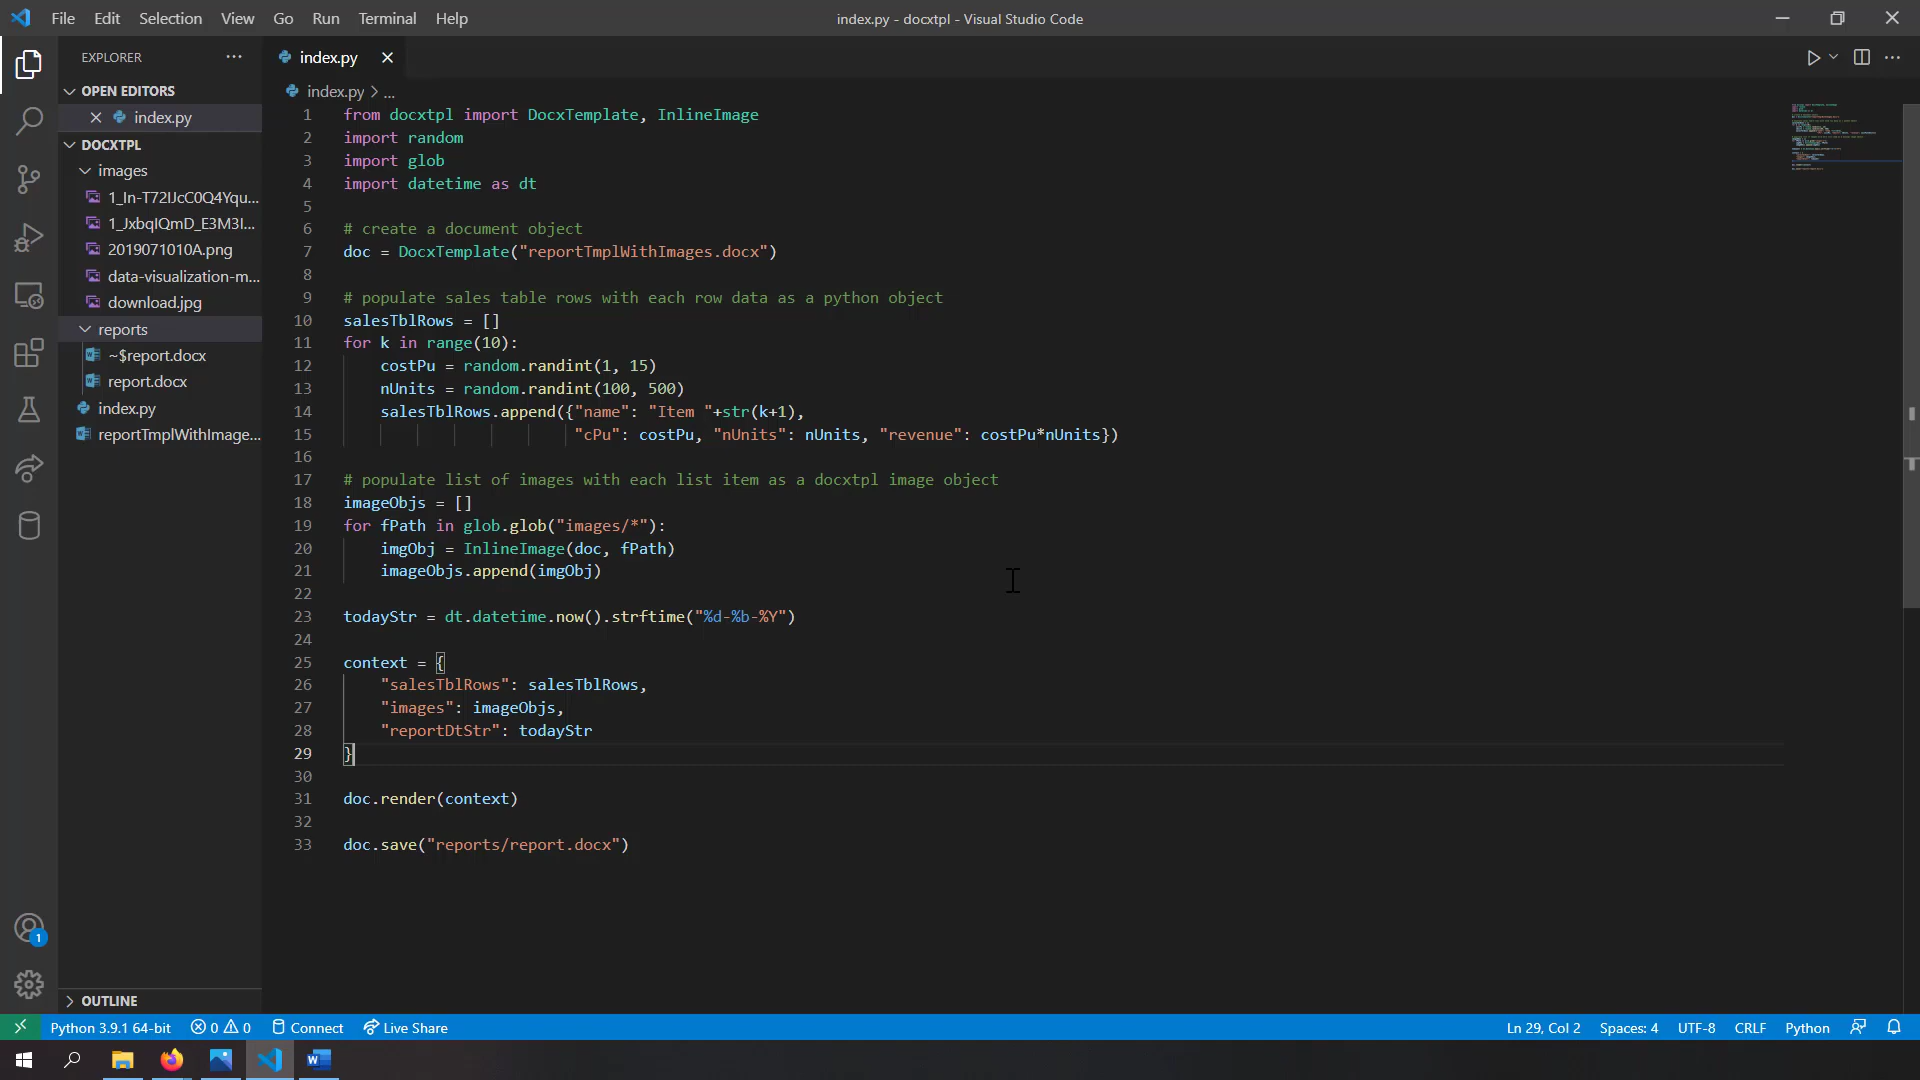 File Edit Selection View Go Run Terminal Help
index.py - docxtpl - Visual Studio Code
EXPLORER
OPEN EDITORS
index.py
DOCXTPL
images
1_In-T72IJcC0Q4Yqu...
1_JxbqIQmD_E3M3I...
2019071010A.png
data-visualization-m...
download.jpg
reports
~$report.docx
report.docx
index.py
reportTmplWithImage...
OUTLINE
index.py
index.py > ...
1 from docxtpl import DocxTemplate, InlineImage
2 import random
3 import glob
4 import datetime as dt
5
6 # create a document object
7 doc = DocxTemplate("reportTmplWithImages.docx")
8
9 # populate sales table rows with each row data as a python object
10 salesTblRows = []
11 for k in range(10):
12     costPu = random.randint(1, 15)
13     nUnits = random.randint(100, 500)
14     salesTblRows.append({"name": "Item "+str(k+1),
15                          "cPu": costPu, "nUnits": nUnits, "revenue": costPu*nUnits})
16
17 # populate list of images with each list item as a docxtpl image object
18 imageObjs = []
19 for fPath in glob.glob("images/*"):
20     imgObj = InlineImage(doc, fPath)
21     imageObjs.append(imgObj)
22
23 todayStr = dt.datetime.now().strftime("%d-%b-%Y")
24
25 context = {
26     "salesTblRows": salesTblRows,
27     "images": imageObjs,
28     "reportDtStr": todayStr
29 }
30
31 doc.render(context)
32
33 doc.save("reports/report.docx")
1
Python 3.9.1 64-bit 0 0 Connect Live Share
Ln 29, Col 2 Spaces: 4 UTF-8 CRLF Python